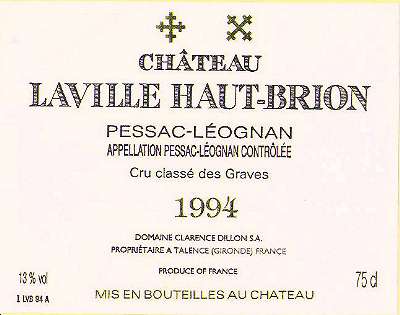 CHÂTEAU
LAVILLE HAUT-BRION
PESSAC-LÉOGNAN
APPELLATION PESSAC-LÉOGNAN CONTRÔLÉE
Cru classé des Graves
1994
DOMAINE CLARENCE DILLON S.A.
PROPRIÉTAIRE A TALENCE (GIRONDE) FRANCE
13 % vol
PRODUCE OF FRANCE
75 cl
1 LVB 94 A
MIS EN BOUTEILLES AU CHATEAU